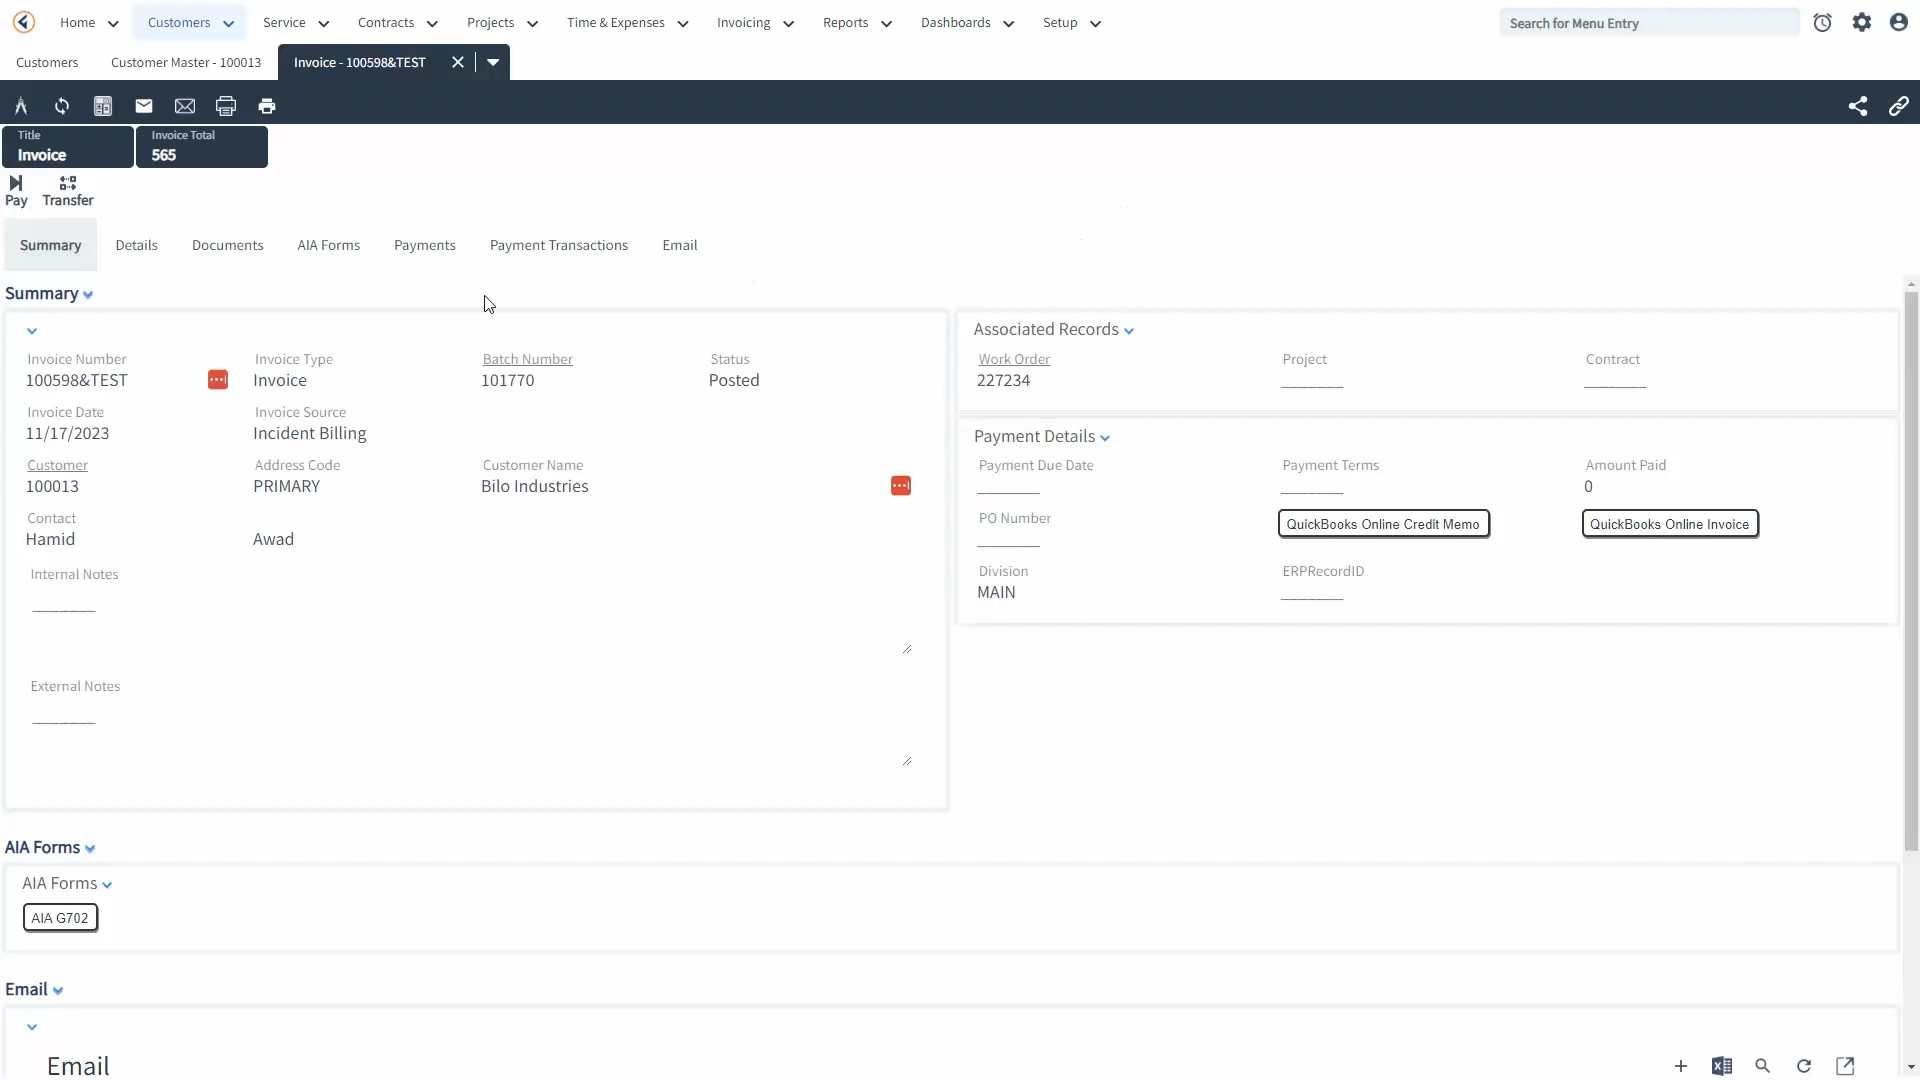 Home Customers Service Contracts Projects Time & Expenses Invoicing Reports Dashboards Setup Search for Menu Entry
Customers Customer Master - 100013 Invoice - 100598&TEST
Title
Invoice
Invoice Total
565
Pay Transfer
Summary Details Documents AIA Forms Payments Payment Transactions Email
Summary
Invoice Number Invoice Type Batch Number Status
100598&TEST Invoice 101770 Posted
Invoice Date Invoice Source
11/17/2023 Incident Billing
Customer Address Code Customer Name
100013 PRIMARY Bilo Industries
Contact
Hamid Awad
Internal Notes
External Notes
Associated Records
Work Order Project Contract
227234
Payment Details
Payment Due Date Payment Terms Amount Paid
0
PO Number QuickBooks Online Credit Memo QuickBooks Online Invoice
Division ERPRecordID
MAIN
AIA Forms
AIA Forms
AIA G702
Email
Email